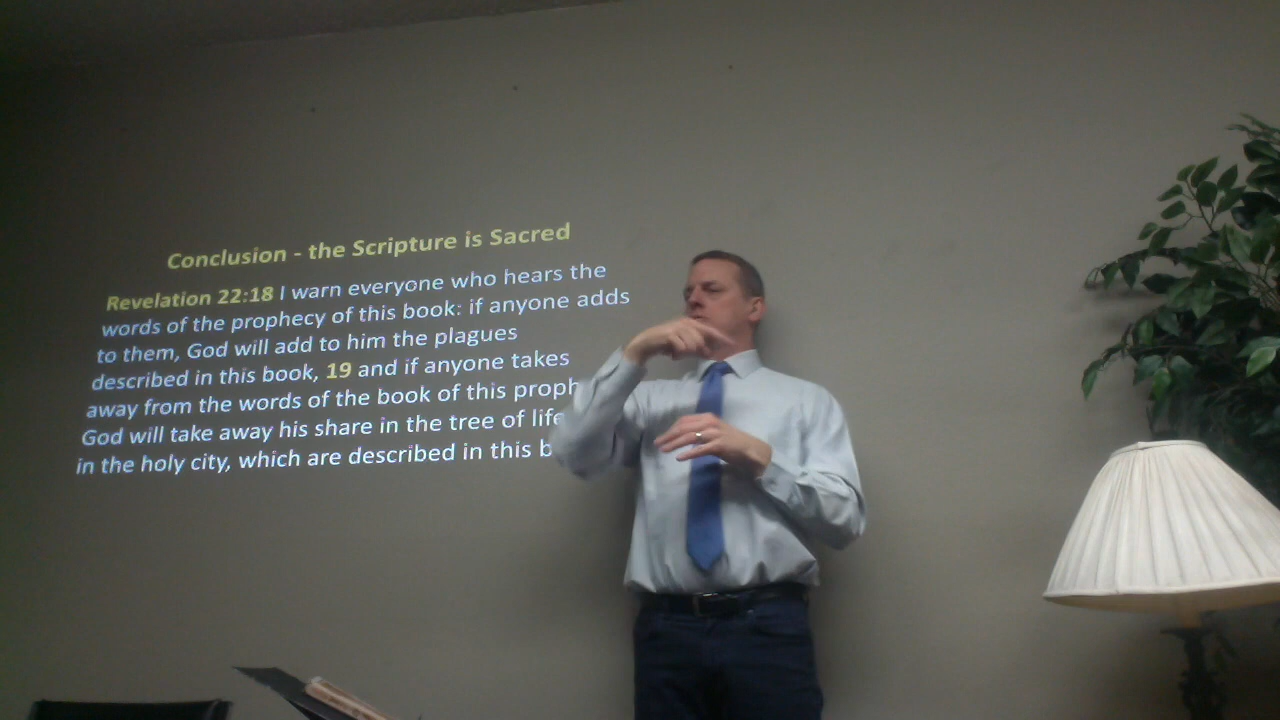 Conclusion - the Scripture is Sacred
Revelation 22:18 I warn everyone who hears the
words of the prophecy of this book: if anyone adds
to them, God will add to him the plagues
described in this book, 19 and if anyone takes
away from the words of the book of this proph
God will take away his share in the tree of life
in the holy city, which are described in this b